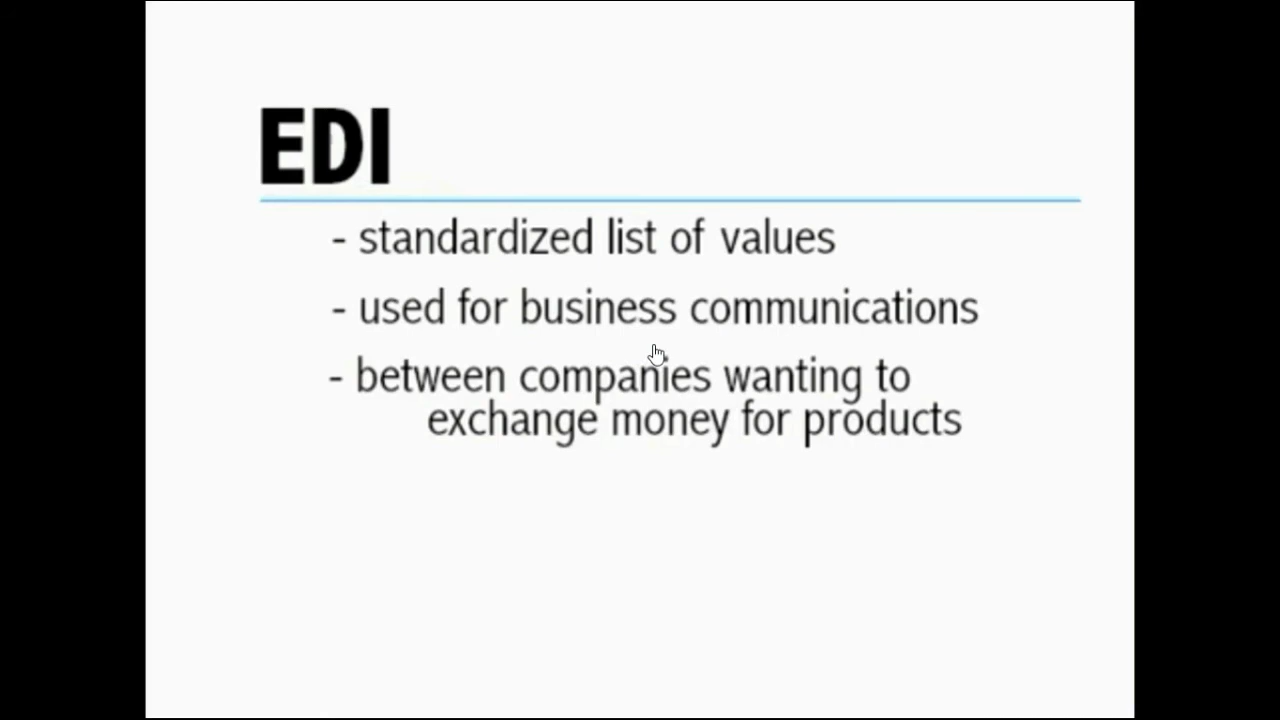 EDI
- standardized list of values
- used for business communications
- between companies wanting to
exchange money for products